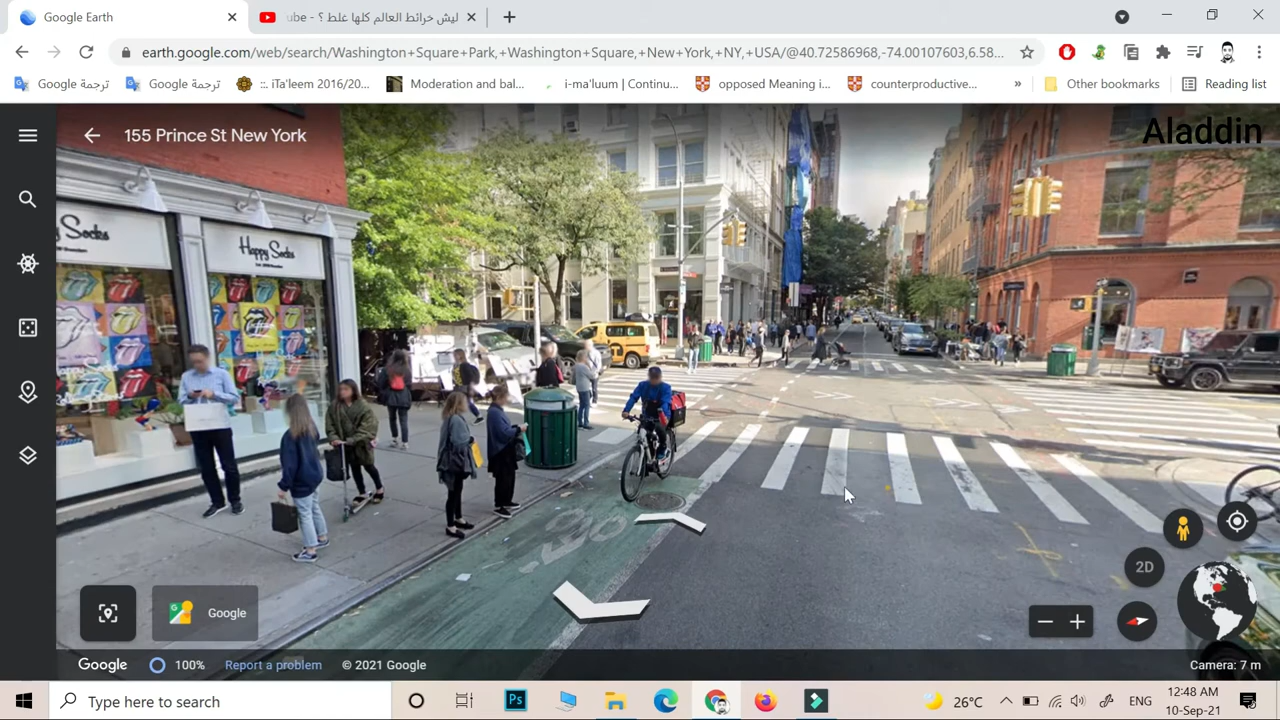 Google Earth
ليش خرائط العالم كلها غلط ؟ - ube
earth.google.com/web/search/Washington+Square+Park,+Washington+Square,+New+York,+NY,+USA/@40.72586968,-74.00107603,6.58...
ترجمة Google
ترجمة Google
::. iTa'leem 2016/20...
Moderation and bal...
i-ma'luum | Continu...
opposed Meaning i...
counterproductive...
»
Other bookmarks
Reading list
155 Prince St New York
Aladdin
Socks
Happy Socks
Google
2D
Google
100%
Report a problem
© 2021 Google
Camera: 7 m
Type here to search
Ps
26°C
ENG
12:48 AM
10-Sep-21